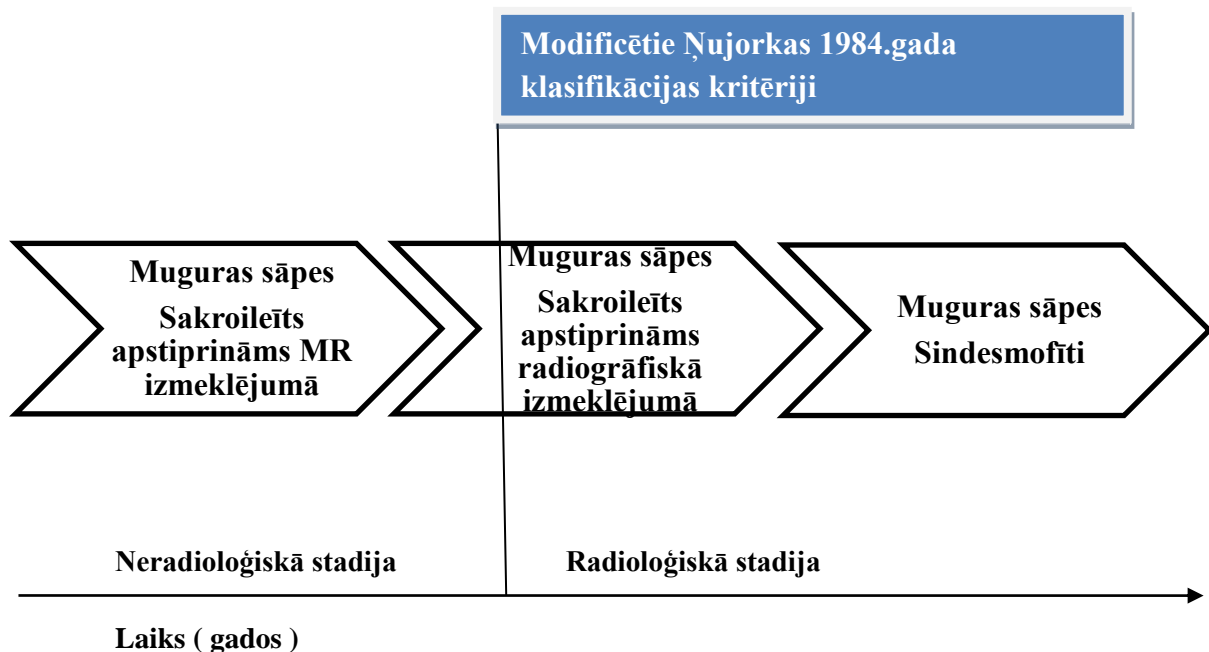 Modificētie Ņujorkas 1984.gada
klasifikācijas kritēriji
Muguras sāpes
Sakroileīts
apstiprināms MR
izmeklējumā
Muguras sāpes
Sakroileīts
apstiprināms
radiogrāfiskā
izmeklējumā
Muguras sāpes
Sindesmofīti
Neradioloģiskā stadija
Radioloģiskā stadija
Laiks ( gados )